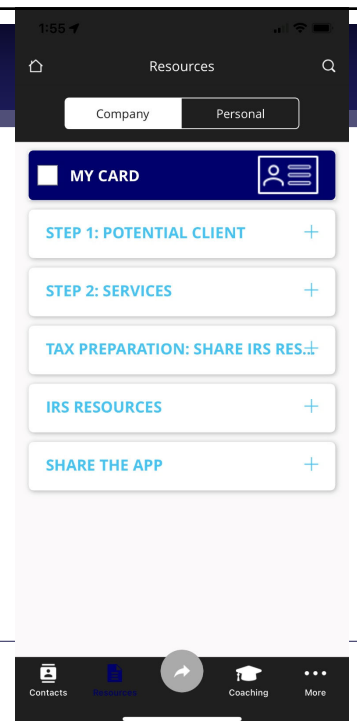 1:55
Resources
Company
Personal
MY CARD
STEP 1: POTENTIAL CLIENT
STEP 2: SERVICES
TAX PREPARATION: SHARE IRS RES...
IRS RESOURCES
SHARE THE APP
Contacts
Resources
Coaching
More